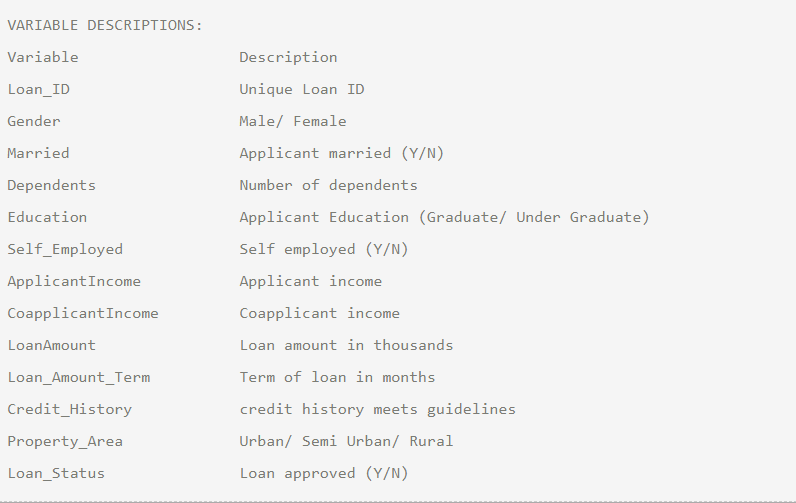 VARIABLE DESCRIPTIONS:
Variable Description
Loan_ID Unique Loan ID
Gender Male/ Female
Married Applicant married (Y/N)
Dependents Number of dependents
Education Applicant Education (Graduate/ Under Graduate)
Self_Employed Self employed (Y/N)
ApplicantIncome Applicant income
CoapplicantIncome Coapplicant income
LoanAmount Loan amount in thousands
Loan_Amount_Term Term of loan in months
Credit_History credit history meets guidelines
Property_Area Urban/ Semi Urban/ Rural
Loan_Status Loan approved (Y/N)